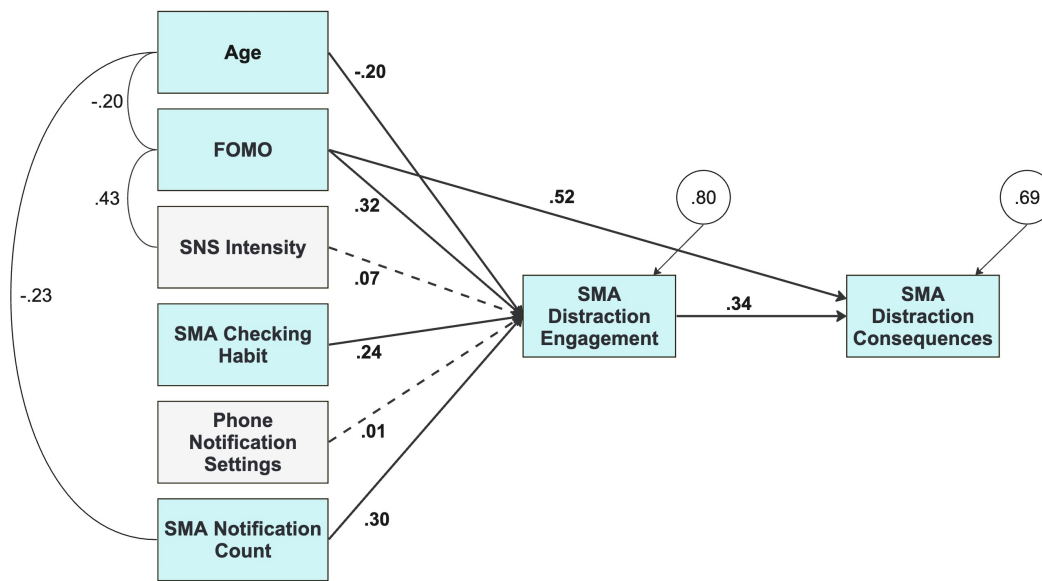 Age
-.20
-.20
FOMO
.43
.32
.52
.80
.69
SNS Intensity
.07
-.23
SMA
Distraction
Engagement
.34
SMA
Distraction
Consequences
SMA Checking
Habit
.24
Phone
Notification
Settings
.01
SMA Notification
Count
.30